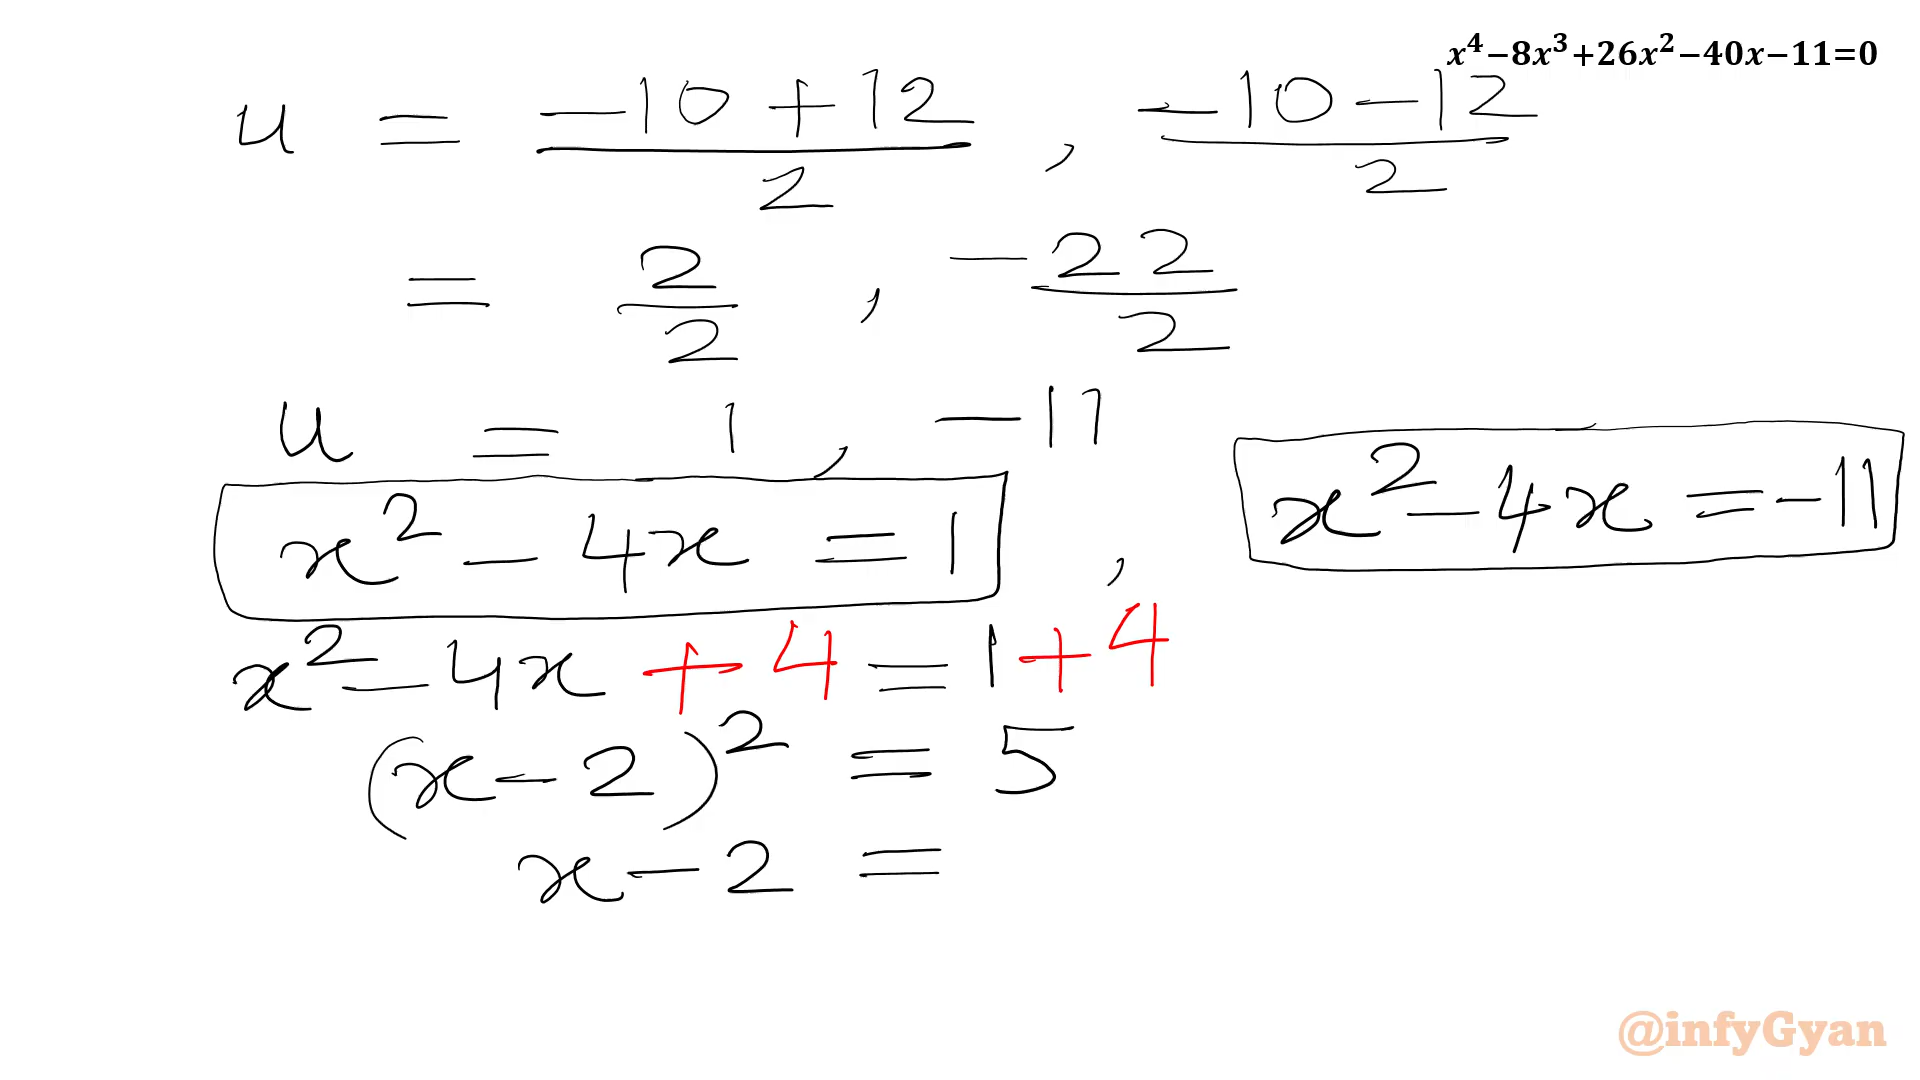 x⁴−8x³+26x²−40x−11=0
u = (−10+12)/2 , (−10−12)/2
= 2/2 , −22/2
u = 1 , −11
x² − 4x = 1 , x² − 4x = −11
x² − 4x + 4 = 1 + 4
(x − 2)² = 5
x − 2 =
@infyGyan